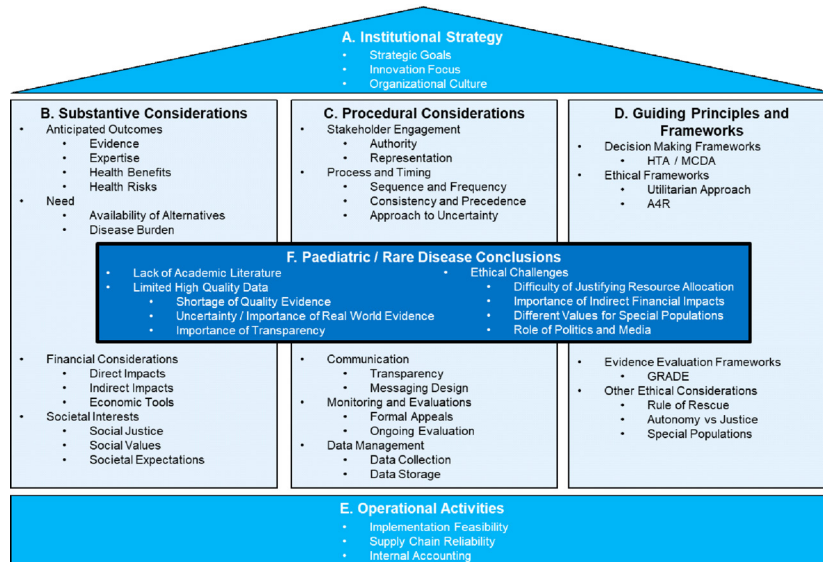 A. Institutional Strategy
• Strategic Goals
• Innovation Focus
• Organizational Culture
B. Substantive Considerations
• Anticipated Outcomes
• Evidence
• Expertise
• Health Benefits
• Health Risks
• Need
• Availability of Alternatives
• Disease Burden
C. Procedural Considerations
• Stakeholder Engagement
• Authority
• Representation
• Process and Timing
• Sequence and Frequency
• Consistency and Precedence
• Approach to Uncertainty
D. Guiding Principles and
Frameworks
• Decision Making Frameworks
• HTA / MCDA
• Ethical Frameworks
• Utilitarian Approach
• A4R
F. Paediatric / Rare Disease Conclusions
• Lack of Academic Literature
• Limited High Quality Data
• Shortage of Quality Evidence
• Uncertainty / Importance of Real World Evidence
• Importance of Transparency
• Ethical Challenges
• Difficulty of Justifying Resource Allocation
• Importance of Indirect Financial Impacts
• Different Values for Special Populations
• Role of Politics and Media
• Financial Considerations
• Direct Impacts
• Indirect Impacts
• Economic Tools
• Societal Interests
• Social Justice
• Social Values
• Societal Expectations
• Communication
• Transparency
• Messaging Design
• Monitoring and Evaluations
• Formal Appeals
• Ongoing Evaluation
• Data Management
• Data Collection
• Data Storage
• Evidence Evaluation Frameworks
• GRADE
• Other Ethical Considerations
• Rule of Rescue
• Autonomy vs Justice
• Special Populations
E. Operational Activities
• Implementation Feasibility
• Supply Chain Reliability
• Internal Accounting